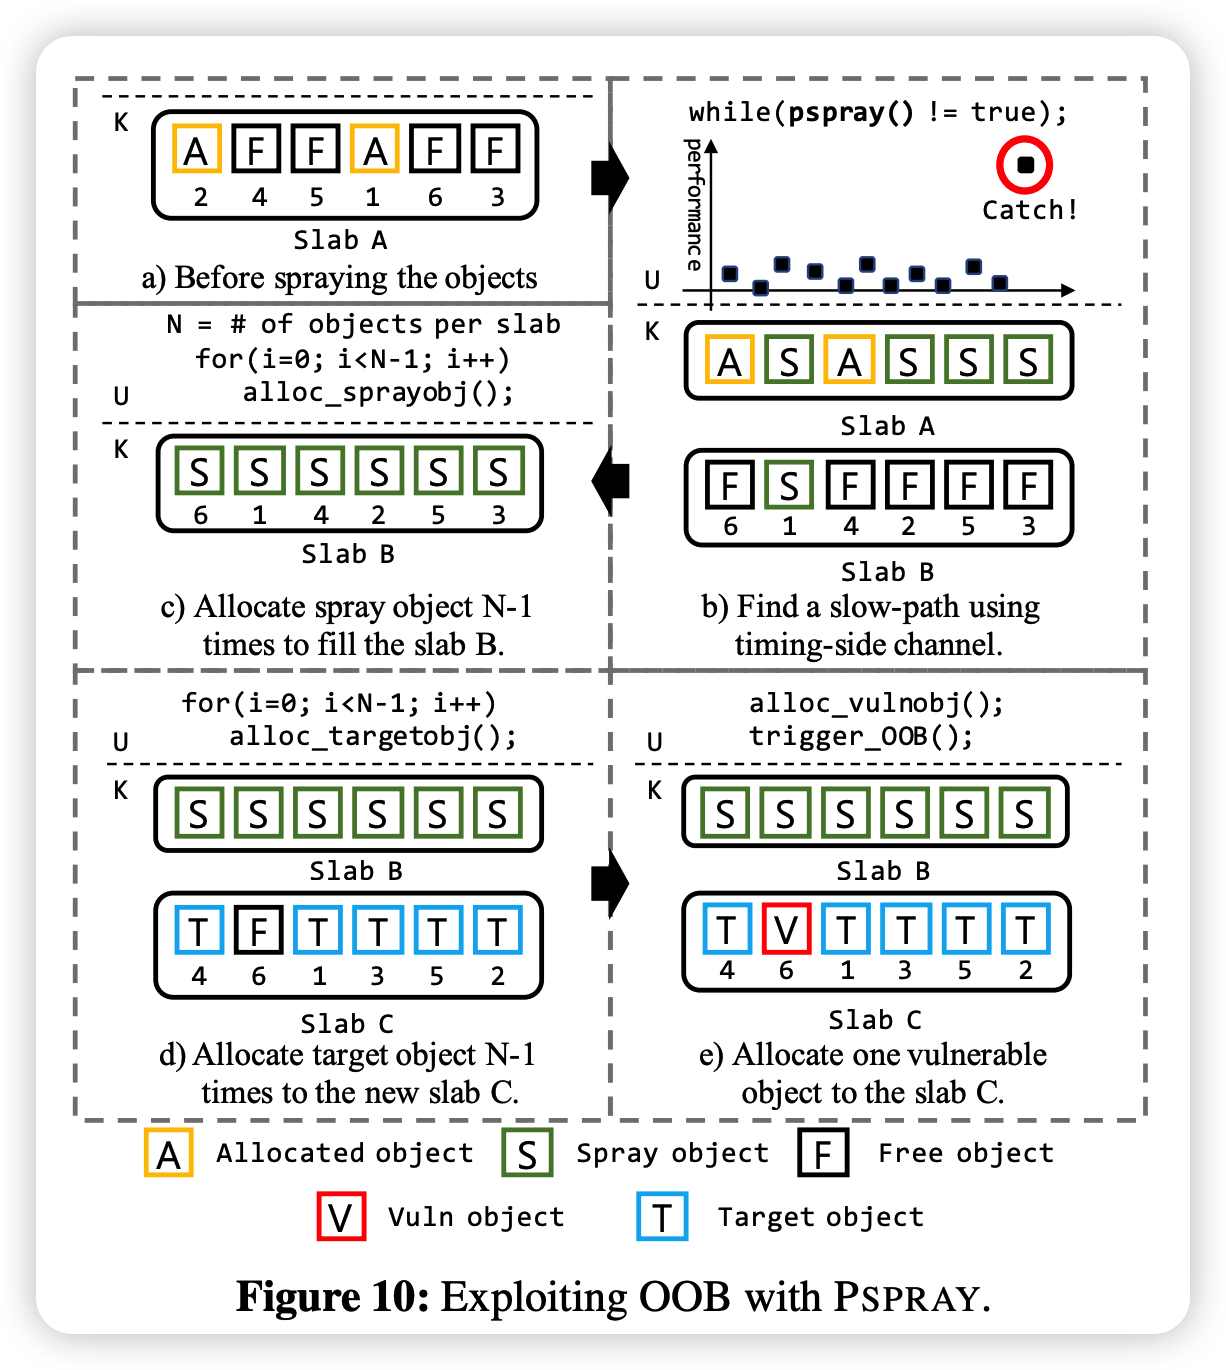 K
A F F A F F
2 4 5 1 6 3
Slab A
a) Before spraying the objects
while(pspray() != true);
performance
Catch!
U
K
A S A S S S
Slab A
F S F F F F
6 1 4 2 5 3
Slab B
b) Find a slow-path using
timing-side channel.
N = # of objects per slab
for(i=0; i<N-1; i++)
alloc_sprayobj();
U
K
S S S S S S
6 1 4 2 5 3
Slab B
c) Allocate spray object N-1
times to fill the slab B.
for(i=0; i<N-1; i++)
alloc_targetobj();
U
K
S S S S S S
Slab B
T F T T T T
4 6 1 3 5 2
Slab C
d) Allocate target object N-1
times to the new slab C.
alloc_vulnobj();
trigger_OOB();
U
K
S S S S S S
Slab B
T V T T T T
4 6 1 3 5 2
Slab C
e) Allocate one vulnerable
object to the slab C.
A Allocated object S Spray object F Free object
V Vuln object T Target object
Figure 10: Exploiting OOB with PSPRAY.